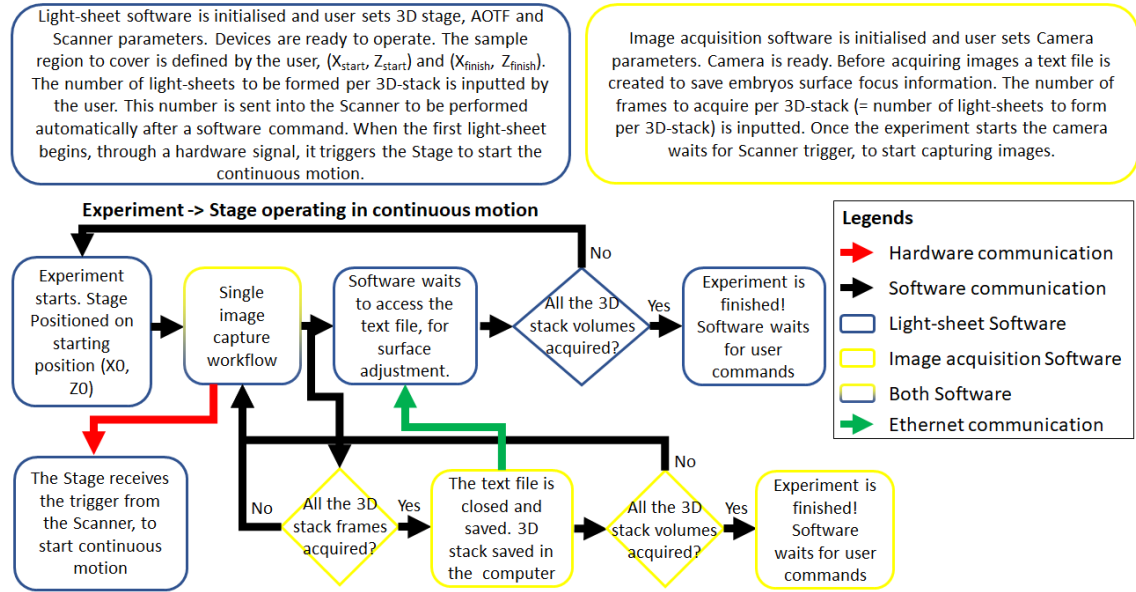 Light-sheet software is initialised and user sets 3D stage, AOTF and
Scanner parameters. Devices are ready to operate. The sample
region to cover is defined by the user, (Xstart, Zstart) and (Xfinish, Zfinish).
The number of light-sheets to be formed per 3D-stack is inputted by
the user. This number is sent into the Scanner to be performed
automatically after a software command. When the first light-sheet
begins, through a hardware signal, it triggers the Stage to start the
continuous motion.
Image acquisition software is initialised and user sets Camera
parameters. Camera is ready. Before acquiring images a text file is
created to save embryos surface focus information. The number of
frames to acquire per 3D-stack (= number of light-sheets to form
per 3D-stack) is inputted. Once the experiment starts the camera
waits for Scanner trigger, to start capturing images.
Experiment -> Stage operating in continuous motion
No
Experiment
starts. Stage
Positioned on
starting
position (X0,
Z0)
Single
image
capture
workflow
Software waits
to access the
text file, for
surface
adjustment.
All the 3D
stack volumes
acquired?
Yes
Experiment is
finished!
Software waits
for user
commands
Legends
Hardware communication
Software communication
Light-sheet Software
Image acquisition Software
Both Software
Ethernet communication
The Stage receives
the trigger from
the Scanner, to
start continuous
motion
No
All the 3D
stack frames
acquired?
Yes
The text file is
closed and
saved. 3D
stack saved in
the computer
No
All the 3D
stack volumes
acquired?
Yes
Experiment is
finished!
Software
waits for user
commands